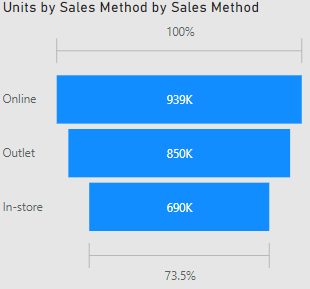 Units by Sales Method by Sales Method
100%
Online
939K
Outlet
850K
In-store
690K
73.5%